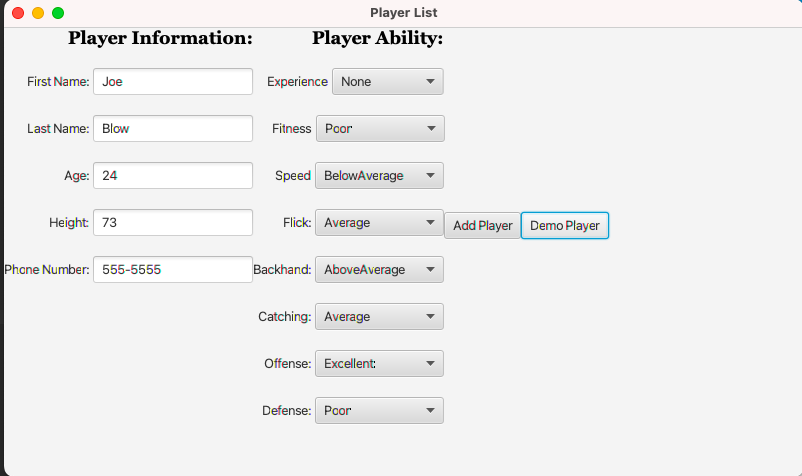 Player List
Player Information: Player Ability:
First Name: Joe Experience None
Last Name: Blow Fitness Poor
Age: 24 Speed BelowAverage
Height: 73 Flick: Average Add Player Demo Player
Phone Number: 555-5555 Backhand: AboveAverage
Catching: Average
Offense: Excellent:
Defense: Poor